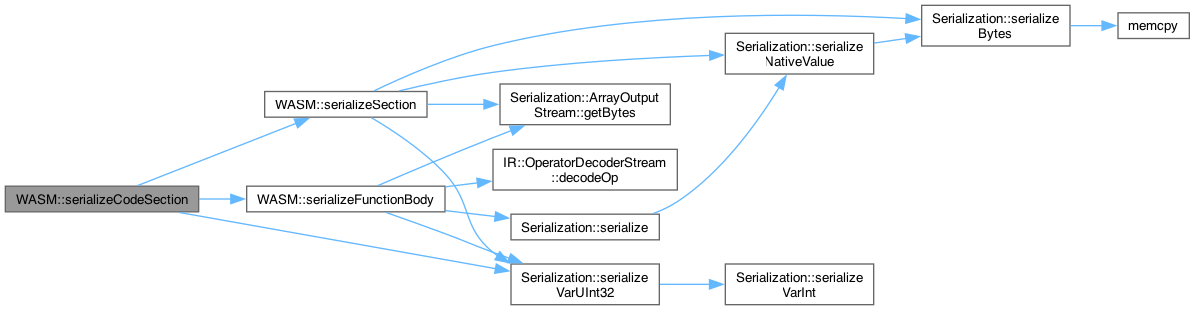 WASM::serializeCodeSection
WASM::serializeSection
WASM::serializeFunctionBody
Serialization::ArrayOutput
Stream::getBytes
IR::OperatorDecoderStream
::decodeOp
Serialization::serialize
Serialization::serialize
VarUInt32
Serialization::serialize
NativeValue
Serialization::serialize
VarInt
Serialization::serialize
Bytes
memcpy